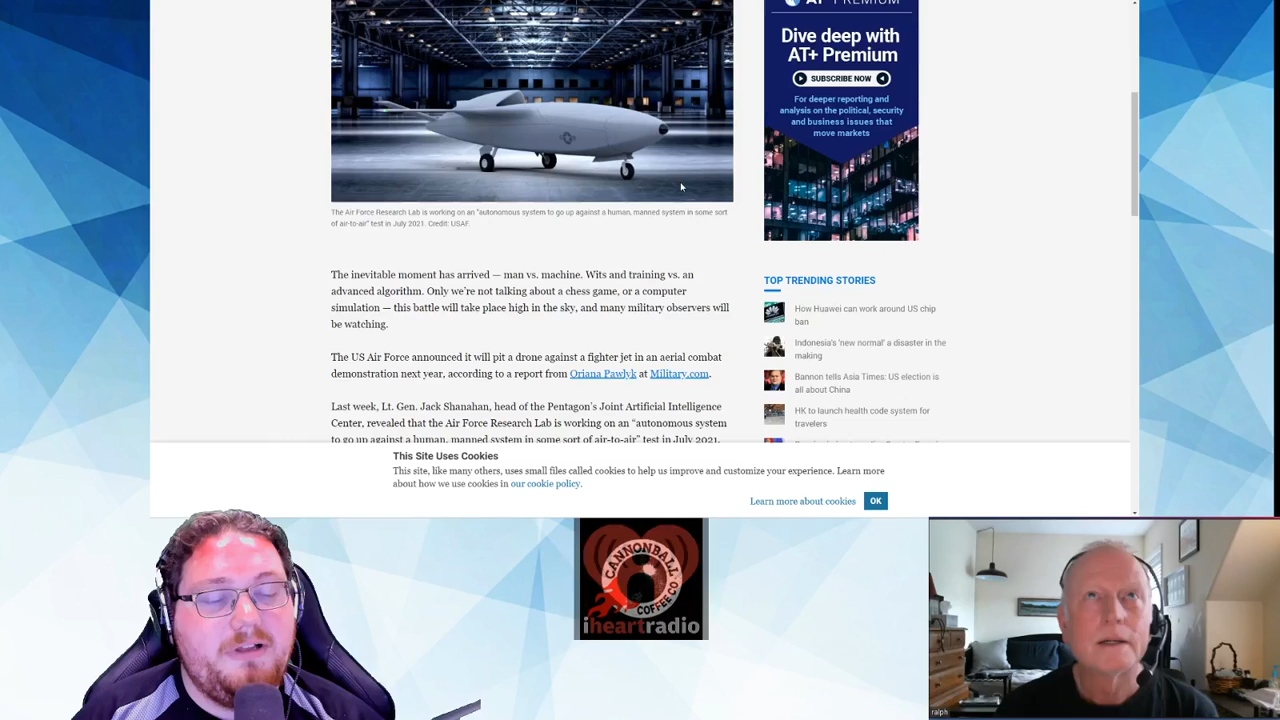 AT+ PREMIUM
Dive deep with
AT+ Premium
SUBSCRIBE NOW
For deeper reporting and
analysis on the political, security
and business issues that
move markets
The Air Force Research Lab is working on an "autonomous system to go up against a human, manned system in some sort
of air-to-air" test in July 2021. Credit: USAF.
The inevitable moment has arrived — man vs. machine. Wits and training vs. an
advanced algorithm. Only we're not talking about a chess game, or a computer
simulation — this battle will take place high in the sky, and many military observers will
be watching.
The US Air Force announced it will pit a drone against a fighter jet in an aerial combat
demonstration next year, according to a report from Oriana Pawlyk at Military.com.
Last week, Lt. Gen. Jack Shanahan, head of the Pentagon's Joint Artificial Intelligence
Center, revealed that the Air Force Research Lab is working on an "autonomous system
to go up against a human, manned system in some sort of air-to-air" test in July 2021.
TOP TRENDING STORIES
How Huawei can work around US chip
ban
Indonesia's 'new normal' a disaster in the
making
Bannon tells Asia Times: US election is
all about China
HK to launch health code system for
travelers
This Site Uses Cookies
This site, like many others, uses small files called cookies to help us improve and customize your experience. Learn more
about how we use cookies in our cookie policy.
Learn more about cookies OK
CANNONBALL
COFFEE CO
iheartradio
ralph